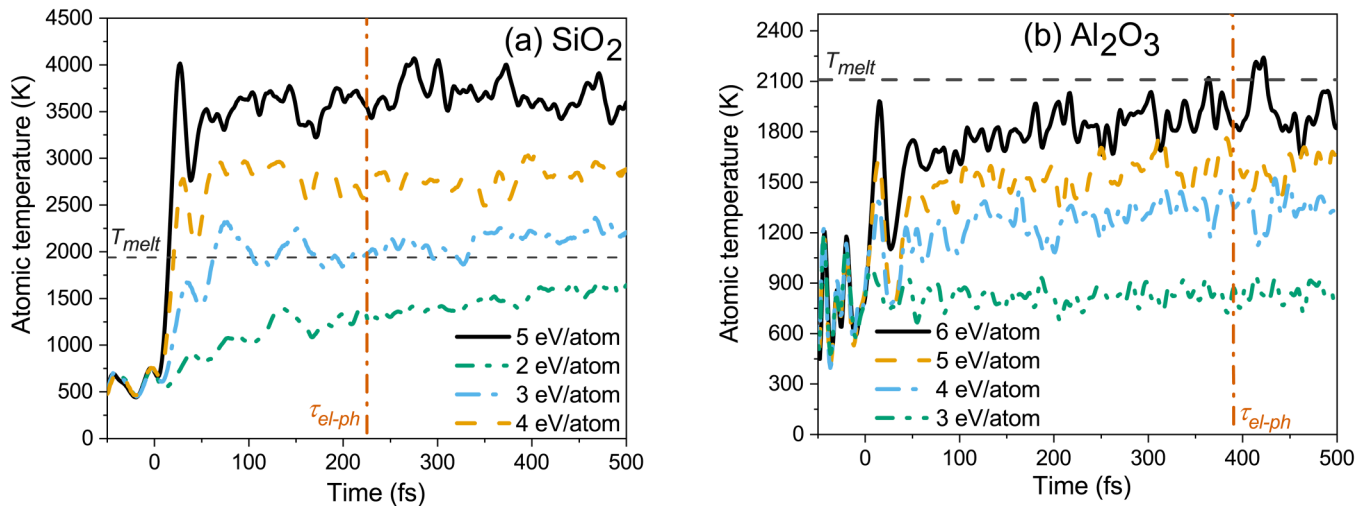 (a) SiO2
4500
4000
3500
3000
2500
2000
1500
1000
500
0
Atomic temperature (K)
Tmelt
τel-ph
5 eV/atom
2 eV/atom
3 eV/atom
4 eV/atom
0
100
200
300
400
500
Time (fs)
(b) Al2O3
2400
2100
1800
1500
1200
900
600
300
0
Atomic temperature (K)
Tmelt
6 eV/atom
5 eV/atom
4 eV/atom
3 eV/atom
τel-ph
0
100
200
300
400
500
Time (fs)